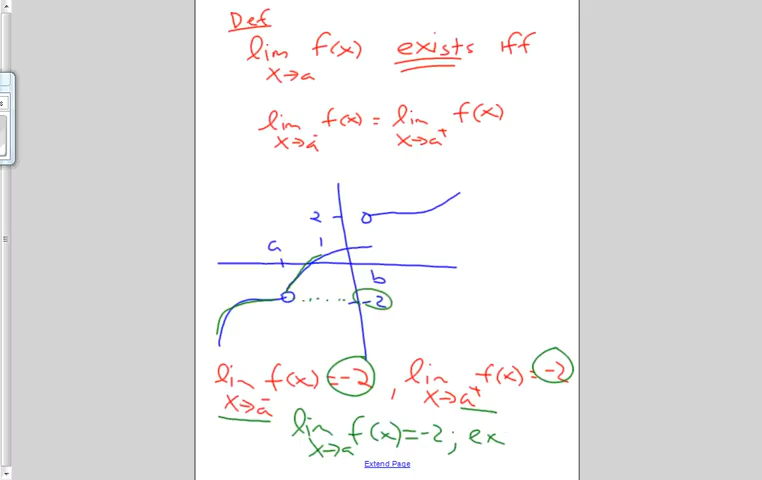 Def
lim f(x) exists iff
x→a
lim f(x) = lim f(x)
x→a⁻ x→a⁺
2
a 1
b
-2
lim f(x) = -2 , lim f(x) = -2
x→a⁻ x→a⁺
lim f(x) = -2 ; ex
x→a
Extend Page